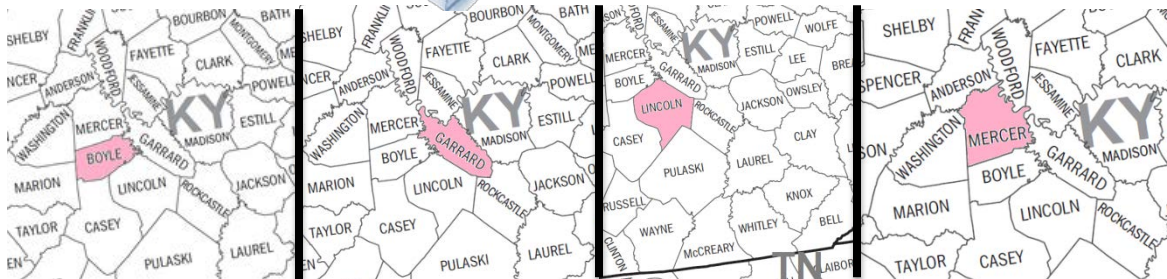 SHELBY
FRANKLIN
WOODFORD
BOURBON
BATH
MONTGOMERY
FAYETTE
CLARK
ANDERSON
JESSAMINE
POWELL
KY
WASHINGTON
MERCER
MADISON
ESTILL
BOYLE
GARRARD
MARION
LINCOLN
ROCKCASTLE
JACKSON
TAYLOR
CASEY
LAUREL
PULASKI
SHELBY
WOODFORD
BOURBON
BATH
MONTGOMERY
FAYETTE
CLARK
ANDERSON
JESSAMINE
POWELL
KY
WASHINGTON
MERCER
MADISON
ESTILL
BOYLE
GARRARD
MARION
LINCOLN
ROCKCASTLE
JACKSON
TAYLOR
CASEY
LAUREL
PULASKI
JESSAMINE
KY
POWELL
WOLFE
MERCER
ESTILL
LEE
MADISON
BOYLE
GARRARD
OWSLEY
LINCOLN
ROCKCASTLE
JACKSON
CASEY
CLAY
PULASKI
LAUREL
KNOX
RUSSELL
WAYNE
WHITLEY
BELL
CLINTON
McCREARY
TN
SHELBY
WOODFORD
FAYETTE
CLARK
SPENCER
ANDERSON
JESSAMINE
KY
WASHINGTON
MERCER
MADISON
BOYLE
GARRARD
MARION
LINCOLN
ROCKCASTLE
TAYLOR
CASEY